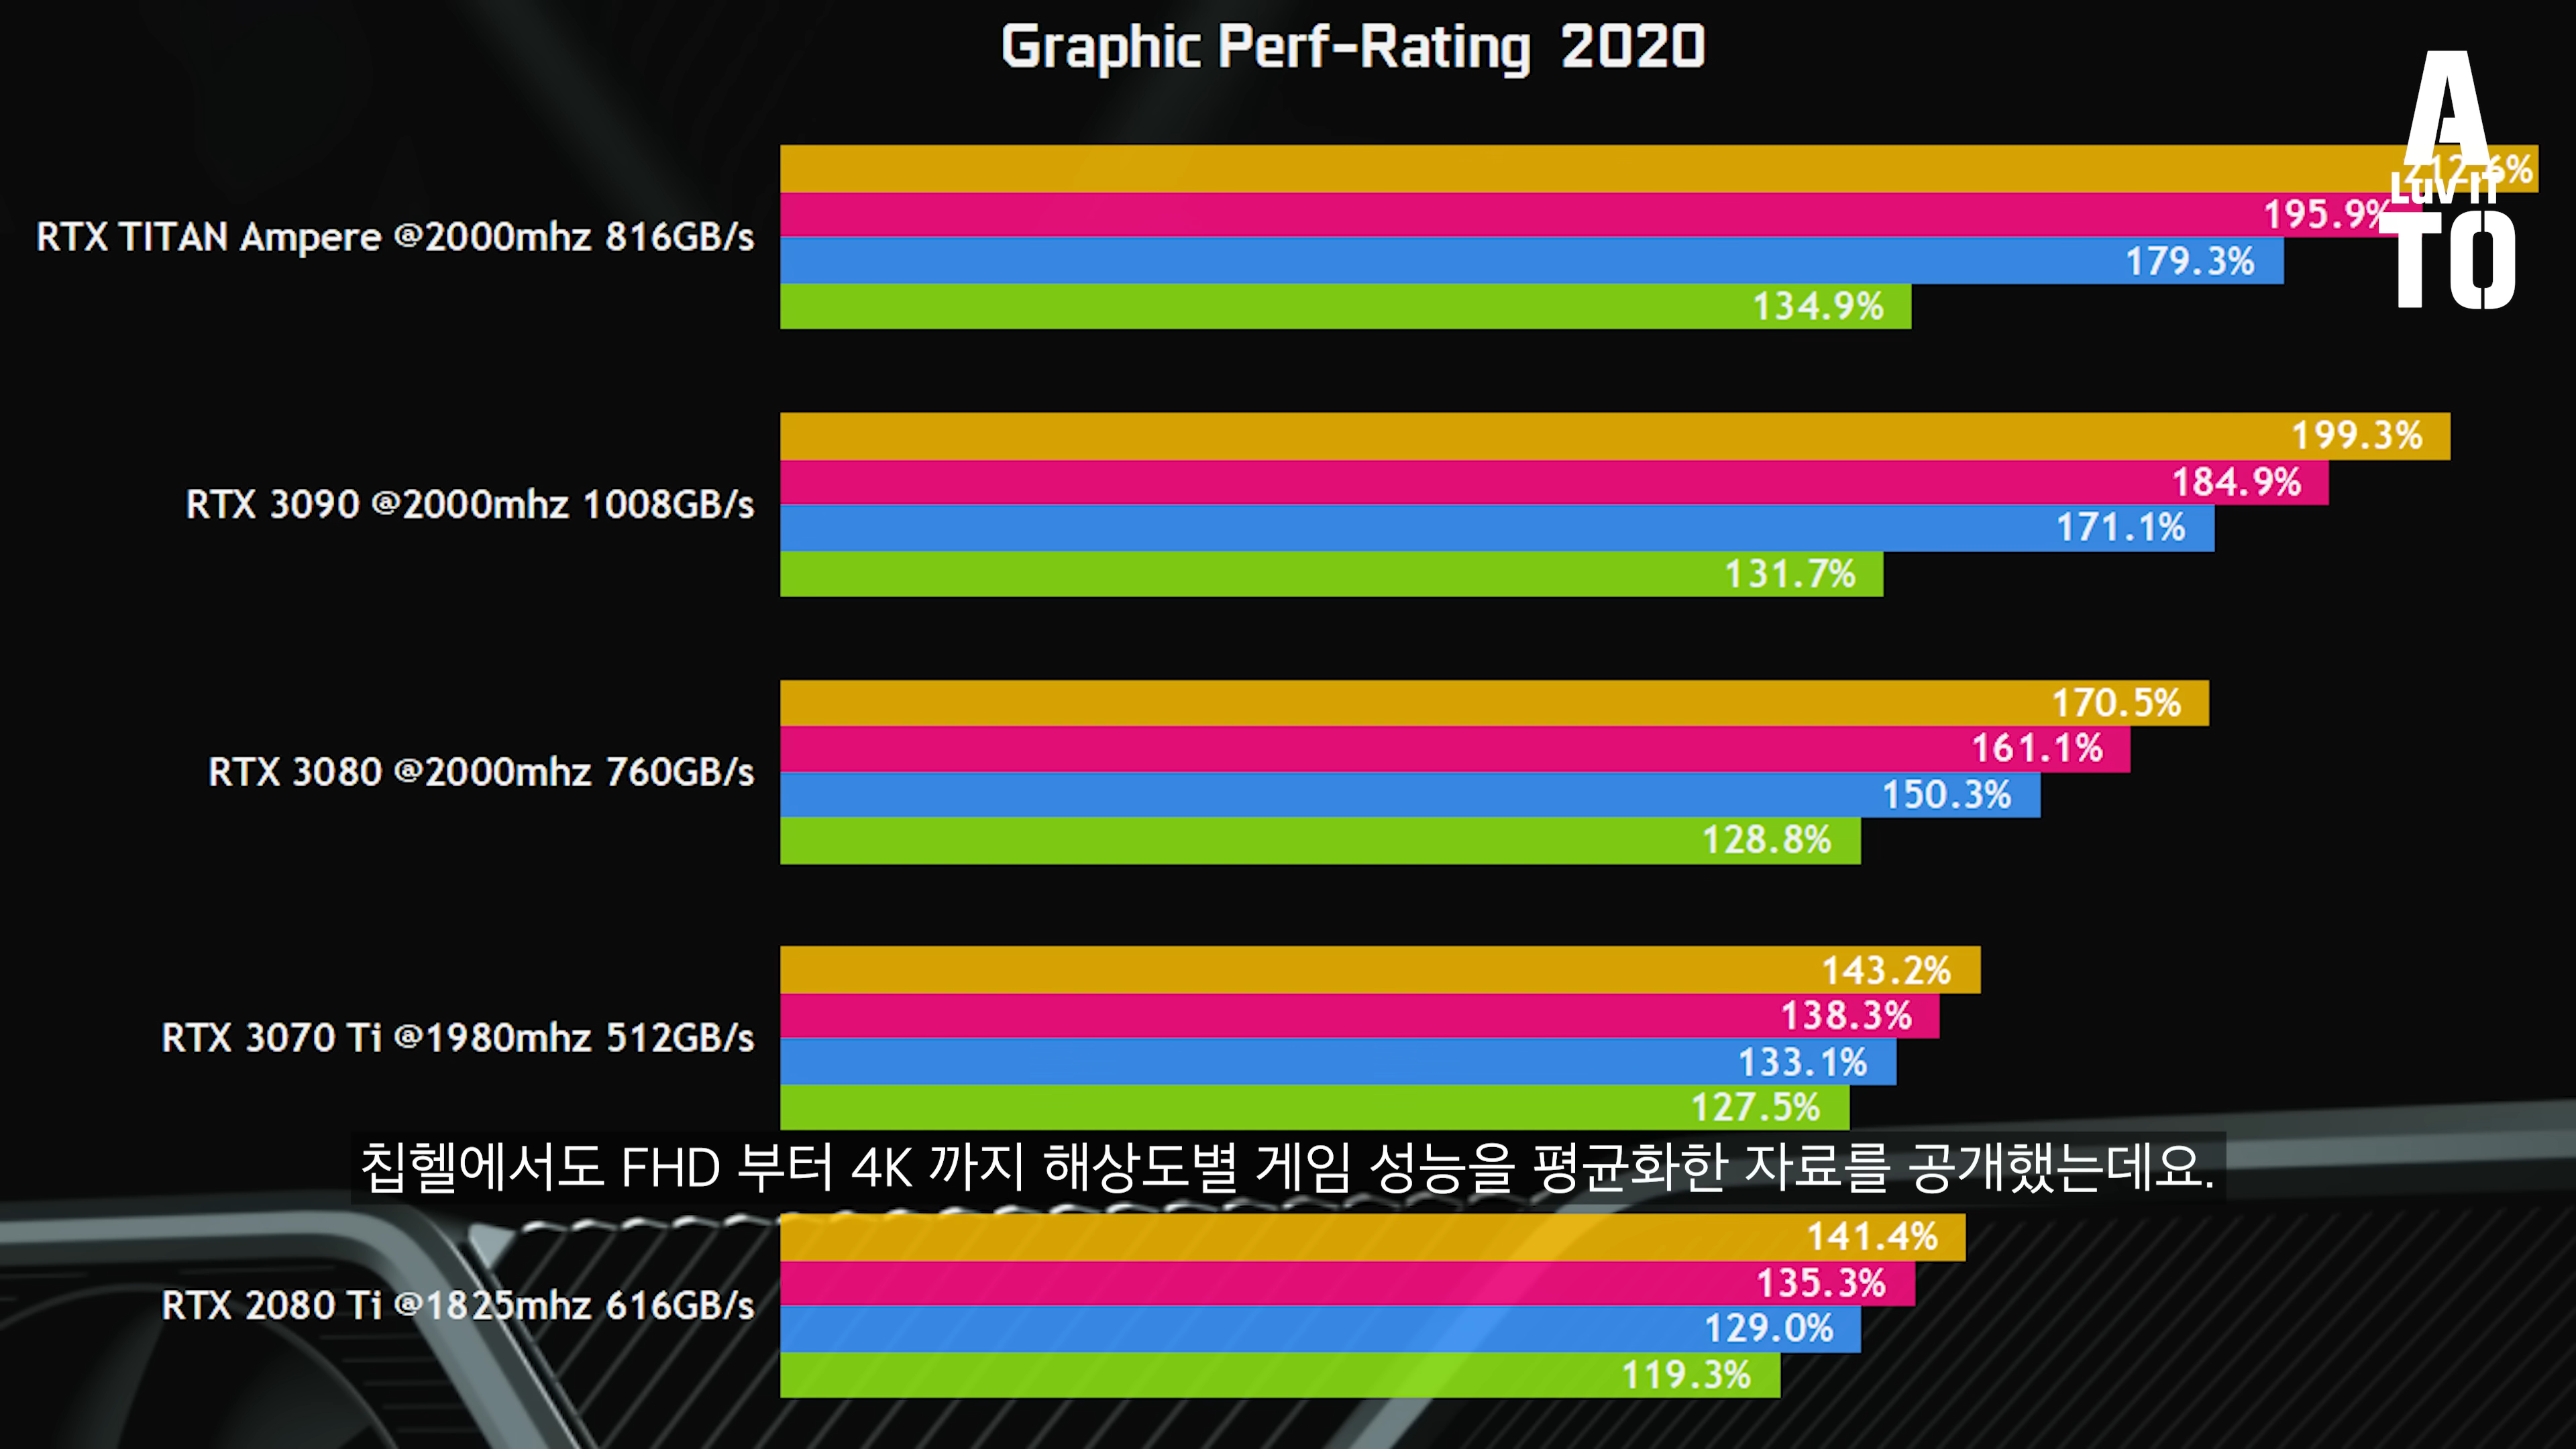 Graphic Perf-Rating 2020
A
Luv iT
TO
RTX TITAN Ampere @2000mhz 816GB/s
212.6%
195.9%
179.3%
134.9%
RTX 3090 @2000mhz 1008GB/s
199.3%
184.9%
171.1%
131.7%
RTX 3080 @2000mhz 760GB/s
170.5%
161.1%
150.3%
128.8%
RTX 3070 Ti @1980mhz 512GB/s
143.2%
138.3%
133.1%
127.5%
칩헬에서도 FHD 부터 4K 까지 해상도별 게임 성능을 평균화한 자료를 공개했는데요.
RTX 2080 Ti @1825mhz 616GB/s
141.4%
135.3%
129.0%
119.3%